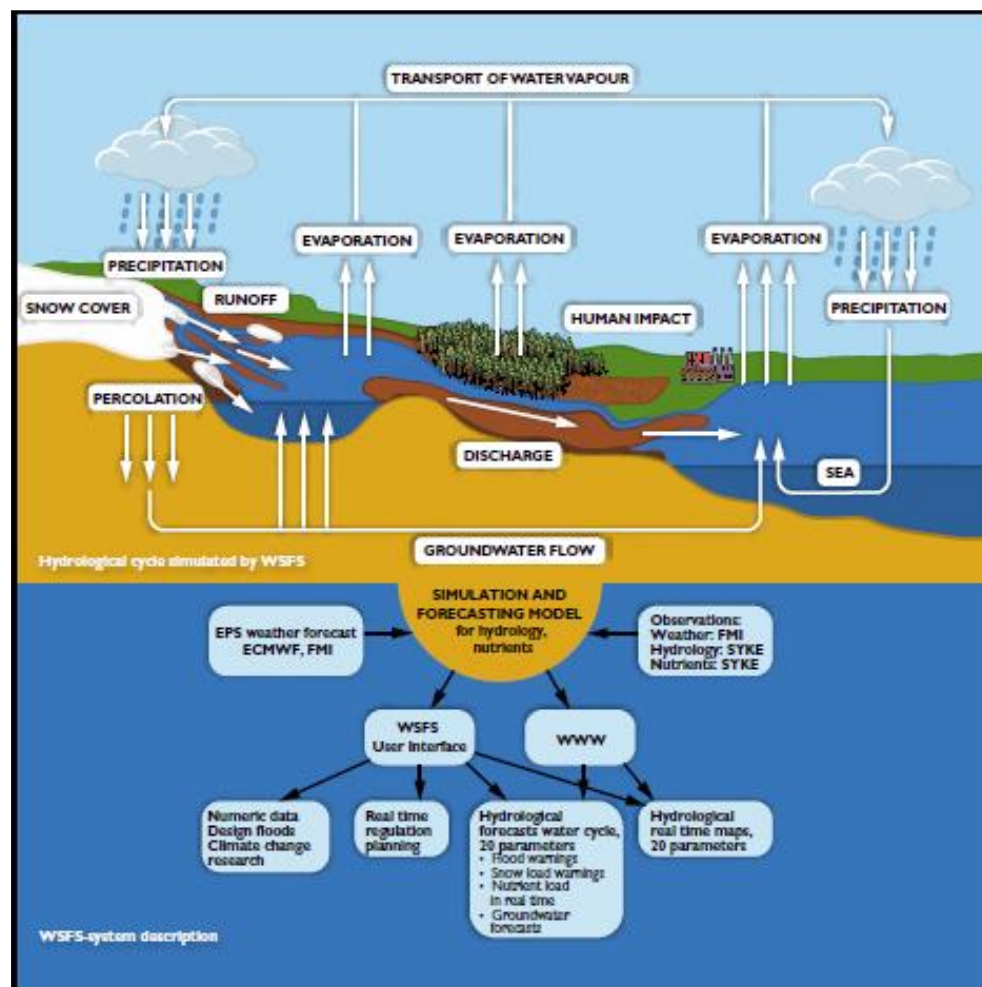 TRANSPORT OF WATER VAPOUR
EVAPORATION
EVAPORATION
EVAPORATION
PRECIPITATION
SNOW COVER
RUNOFF
HUMAN IMPACT
PRECIPITATION
PERCOLATION
DISCHARGE
SEA
GROUNDWATER FLOW
Hydrological cycle simulated by WSFS
SIMULATION AND
FORECASTING MODEL
for hydrology,
nutrients
EPS weather forecast
ECMWF, FMI
Observations:
Weather: FMI
Hydrology: SYKE
Nutrients: SYKE
WSFS
User Interface
WWW
Numeric data
Design floods
Climate change
research
Real time
regulation
planning
Hydrological
forecasts water cycle,
20 parameters
• Flood warnings
• Snow load warnings
• Nutrient load
in real time
• Groundwater
forecasts
Hydrological
real time maps,
20 parameters
WSFS-system description